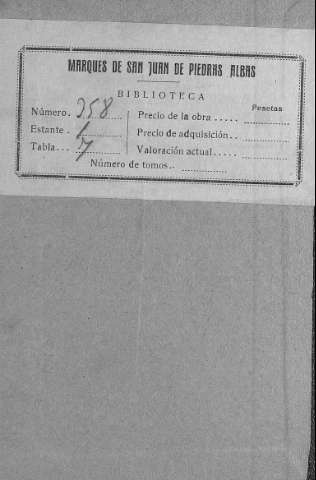 MARQUES DE SAN JUAN DE PIEDRAS ALBAS
BIBLIOTECA
Pesetas
Número. 358 Precio de la obra .....
Estante . 1 Precio de adquisición..
Tabla... 7 Valoración actual.....
Número de tomos..